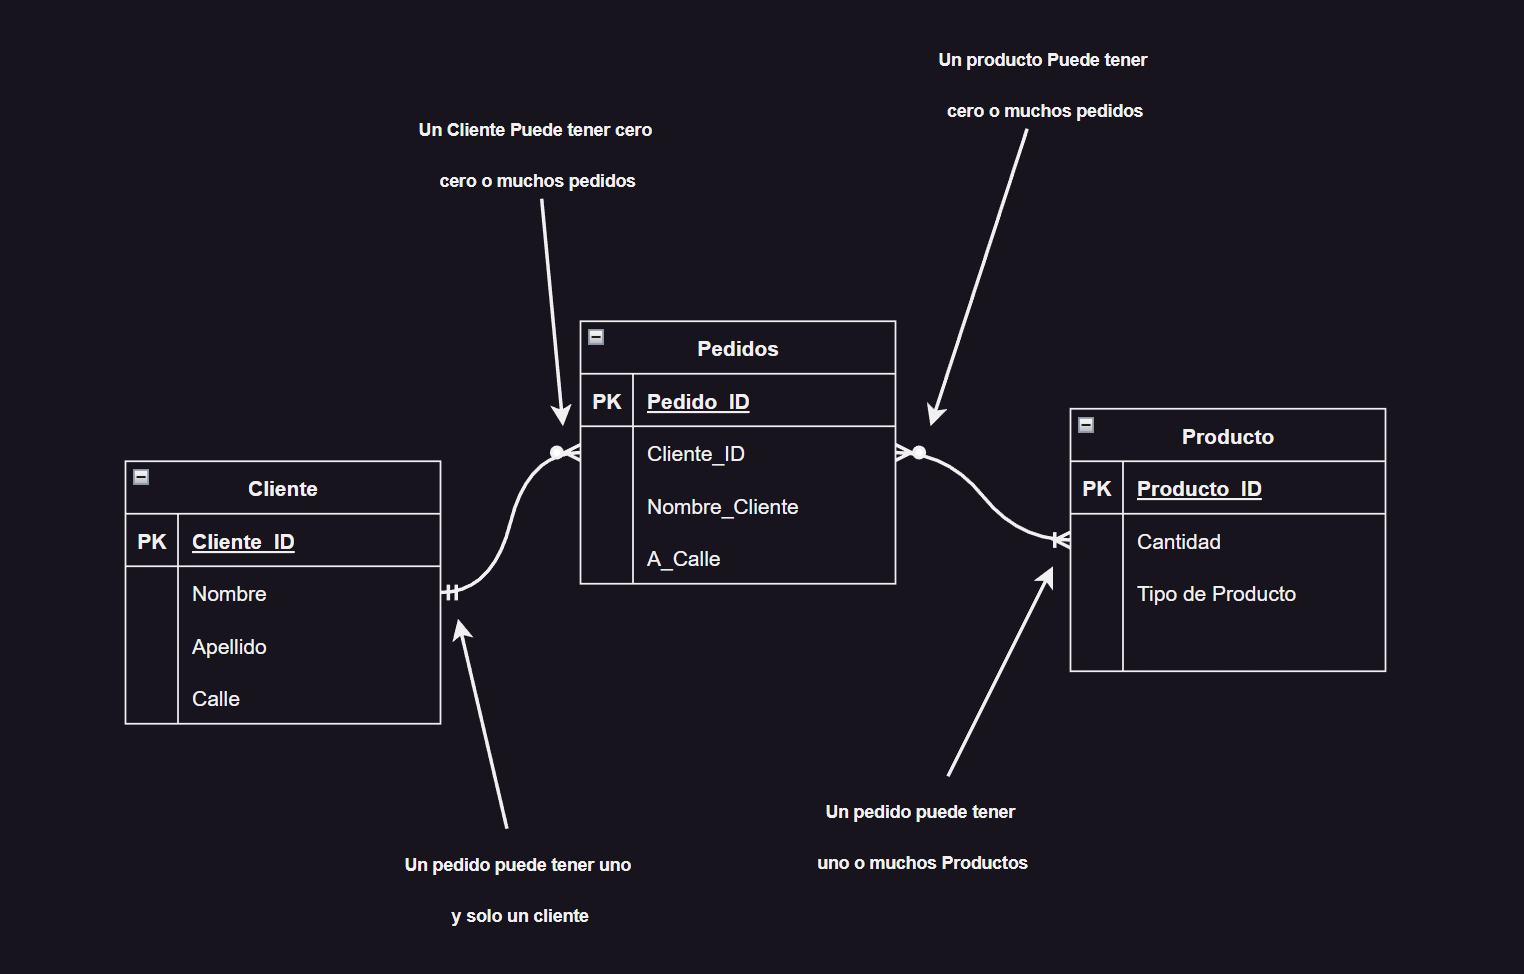 Un producto Puede tener
cero o muchos pedidos
Un Cliente Puede tener cero
cero o muchos pedidos
Pedidos
PK Pedido_ID
Cliente_ID
Nombre_Cliente
A_Calle
Producto
PK Producto_ID
Cantidad
Tipo de Producto
Cliente
PK Cliente_ID
Nombre
Apellido
Calle
Un pedido puede tener
uno o muchos Productos
Un pedido puede tener uno
y solo un cliente